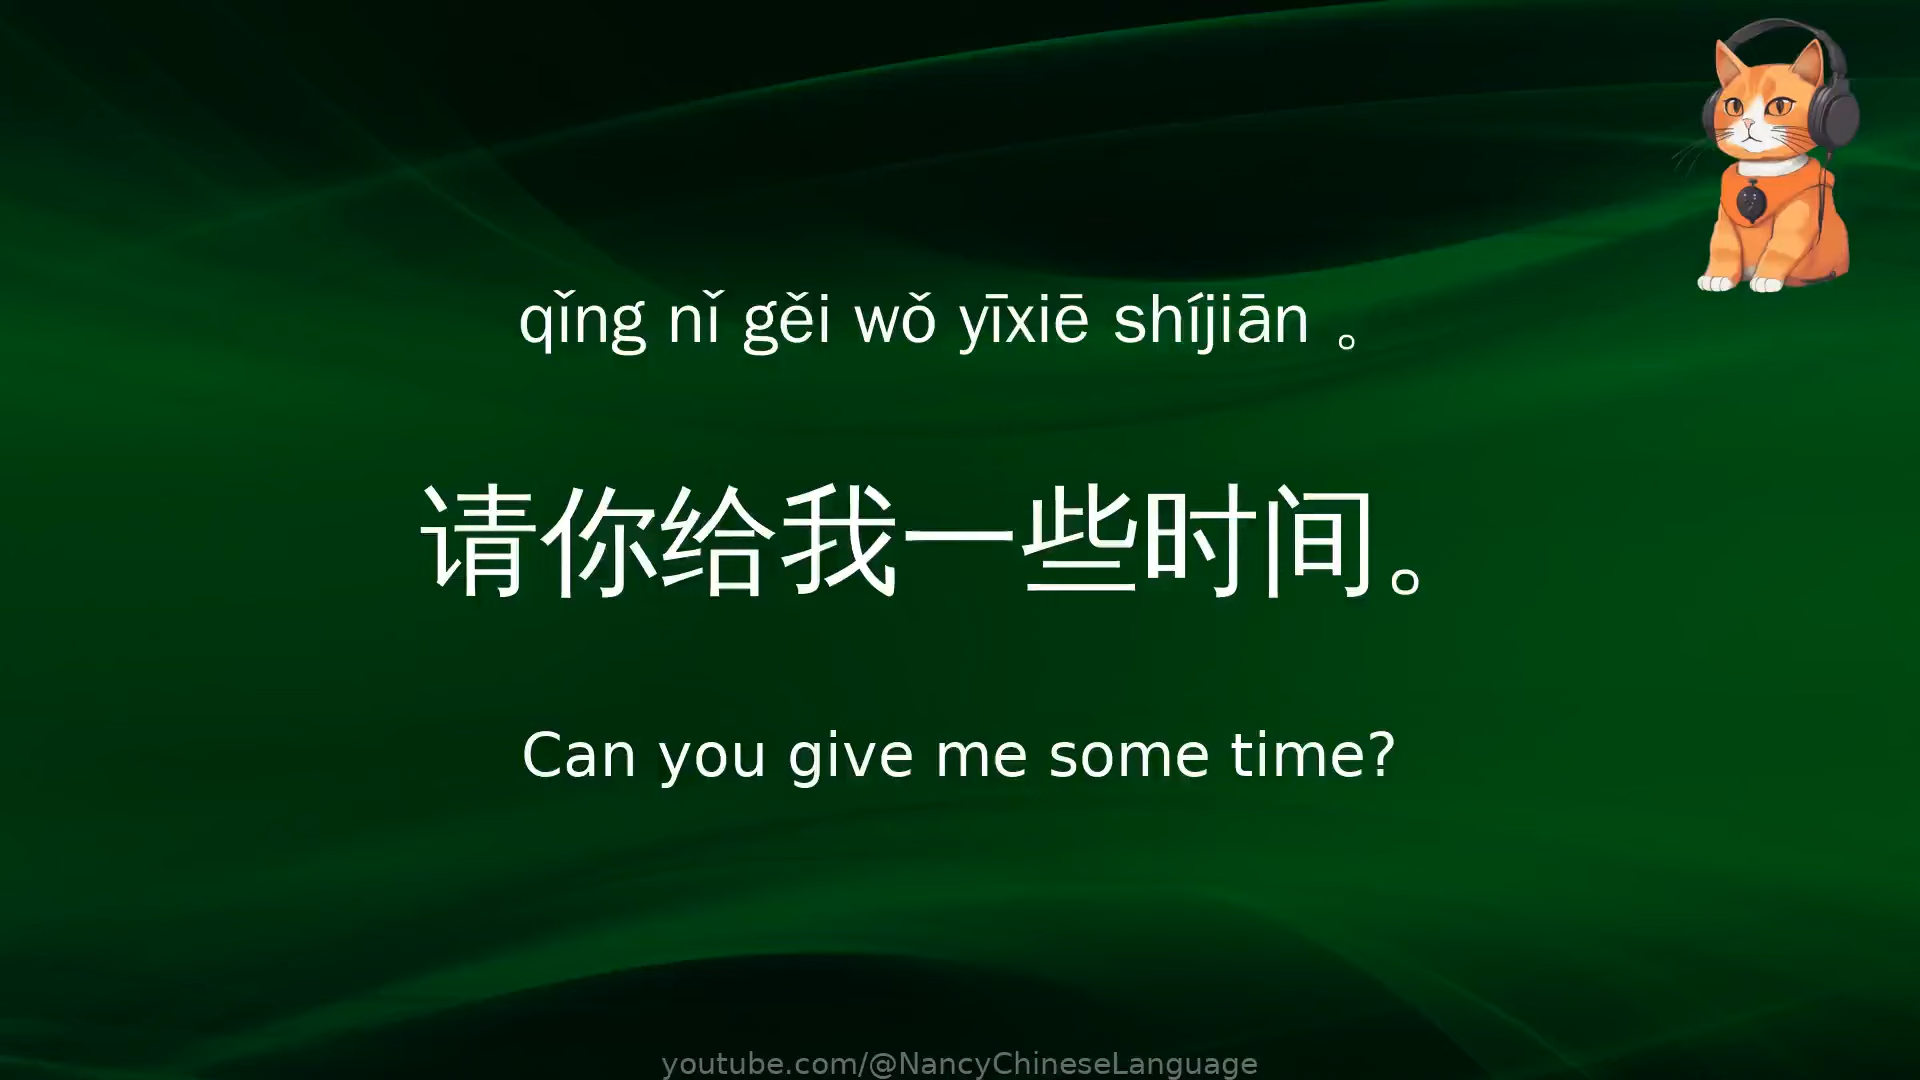 qǐng nǐ gěi wǒ yīxiē shíjiān 。
请你给我一些时间。
Can you give me some time?
youtube.com/@NancyChineseLanguage